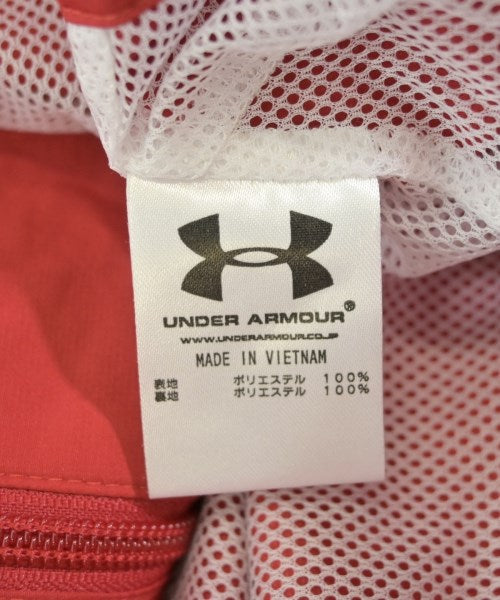 UNDER ARMOUR®
WWW.UNDERARMOUR.CO.JP
MADE IN VIETNAM
表地 ポリエステル 100%
裏地 ポリエステル 100%